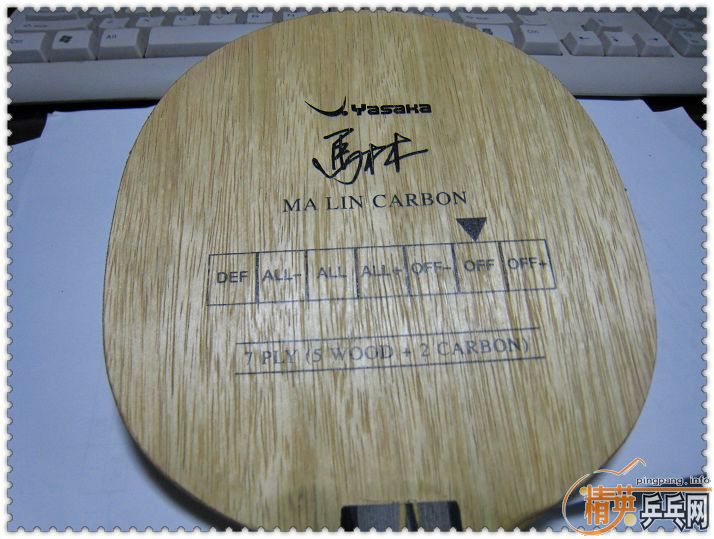 Yasaka
馬林
MA LIN CARBON
DEF ALL- ALL ALL+ OFF- OFF OFF+
7 PLY (5 WOOD + 2 CARBON)
pingpang.info
精英乒乓网